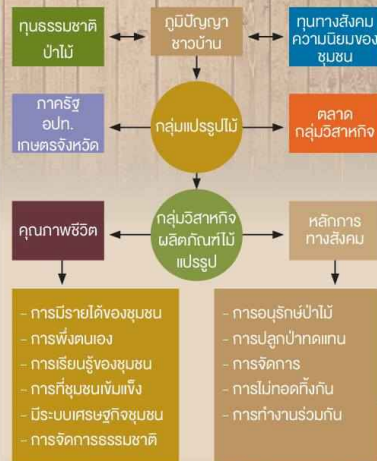 ทุนธรรมชาติ
ป่าไม้
ภูมิปัญญา
ชาวบ้าน
ทุนทางสังคม
ความนิยมของ
ชุมชน
ภาครัฐ
อปท.
เกษตรจังหวัด
กลุ่มแปรรูปไม้
ตลาด
กลุ่มวิสาหกิจ
คุณภาพชีวิต
กลุ่มวิสาหกิจ
ผลิตภัณฑ์ไม้
แปรรูป
หลักการ
ทางสังคม
- การมีรายได้ของชุมชน
- การพึ่งตนเอง
- การเรียนรู้ของชุมชน
- การที่ชุมชนเข้มแข็ง
- มีระบบเศรษฐกิจชุมชน
- การจัดการธรรมชาติ
- การอนุรักษ์ป่าไม้
- การปลูกป่าทดแทน
- การจัดการ
- การไม่ทอดทิ้งกัน
- การทำงานร่วมกัน